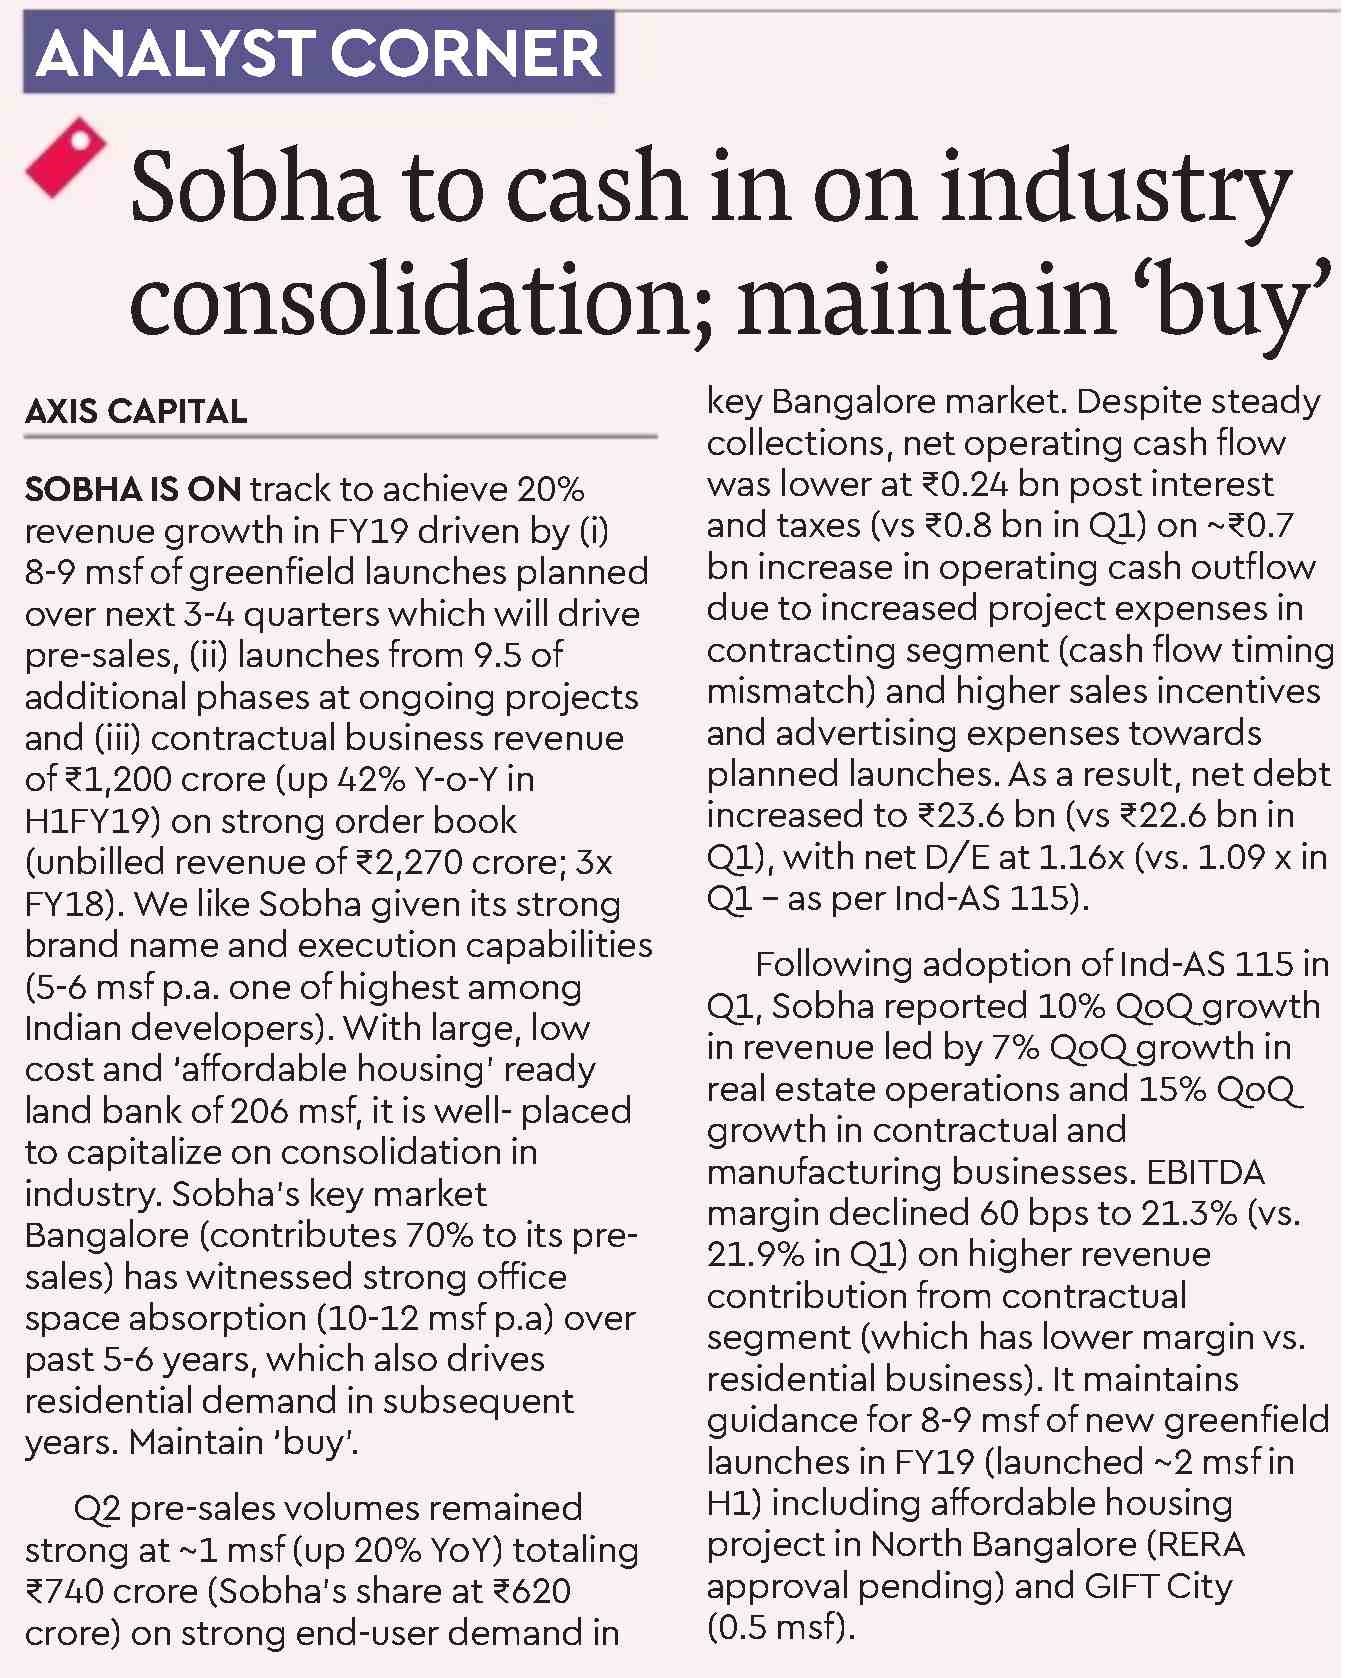 ANALYST CORNER
Sobha to cash in on industry
consolidation; maintain ‘buy’
AXIS CAPITAL
SOBHA IS ON track to achieve 20%
revenue growth in FY19 driven by (i)
8-9 msf of greenfield launches planned
over next 3-4 quarters which will drive
pre-sales, (ii) launches from 9.5 of
additional phases at ongoing projects
and (iii) contractual business revenue
of ₹1,200 crore (up 42% Y-o-Y in
H1FY19) on strong order book
(unbilled revenue of ₹2,270 crore; 3x
FY18). We like Sobha given its strong
brand name and execution capabilities
(5-6 msf p.a. one of highest among
Indian developers). With large, low
cost and ‘affordable housing’ ready
land bank of 206 msf, it is well- placed
to capitalize on consolidation in
industry. Sobha’s key market
Bangalore (contributes 70% to its pre-
sales) has witnessed strong office
space absorption (10-12 msf p.a) over
past 5-6 years, which also drives
residential demand in subsequent
years. Maintain ‘buy’.
Q2 pre-sales volumes remained
strong at ~1 msf (up 20% YoY) totaling
₹740 crore (Sobha’s share at ₹620
crore) on strong end-user demand in
key Bangalore market. Despite steady
collections, net operating cash flow
was lower at ₹0.24 bn post interest
and taxes (vs ₹0.8 bn in Q1) on ~₹0.7
bn increase in operating cash outflow
due to increased project expenses in
contracting segment (cash flow timing
mismatch) and higher sales incentives
and advertising expenses towards
planned launches. As a result, net debt
increased to ₹23.6 bn (vs ₹22.6 bn in
Q1), with net D/E at 1.16x (vs. 1.09 x in
Q1 – as per Ind-AS 115).
Following adoption of Ind-AS 115 in
Q1, Sobha reported 10% QoQ growth
in revenue led by 7% QoQ growth in
real estate operations and 15% QoQ
growth in contractual and
manufacturing businesses. EBITDA
margin declined 60 bps to 21.3% (vs.
21.9% in Q1) on higher revenue
contribution from contractual
segment (which has lower margin vs.
residential business). It maintains
guidance for 8-9 msf of new greenfield
launches in FY19 (launched ~2 msf in
H1) including affordable housing
project in North Bangalore (RERA
approval pending) and GIFT City
(0.5 msf).